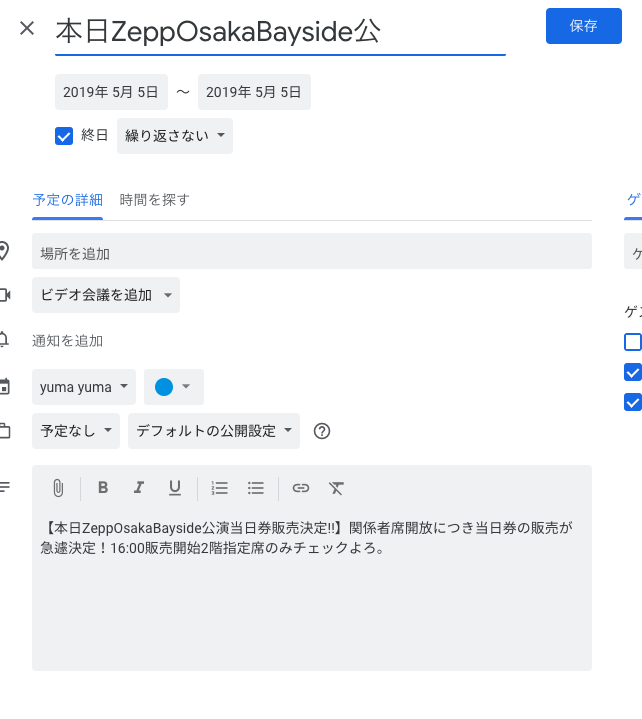 本日ZeppOsakaBayside公
保存
2019年 5月 5日 〜 2019年 5月 5日
終日 繰り返さない
予定の詳細 時間を探す
ゲ
場所を追加
ケ
ビデオ会議を追加
ゲス
通知を追加
yuma yuma
予定なし デフォルトの公開設定
B I U
【本日ZeppOsakaBayside公演当日券販売決定!!】関係者席開放につき当日券の販売が
急遽決定！16:00販売開始2階指定席のみチェックよろ。